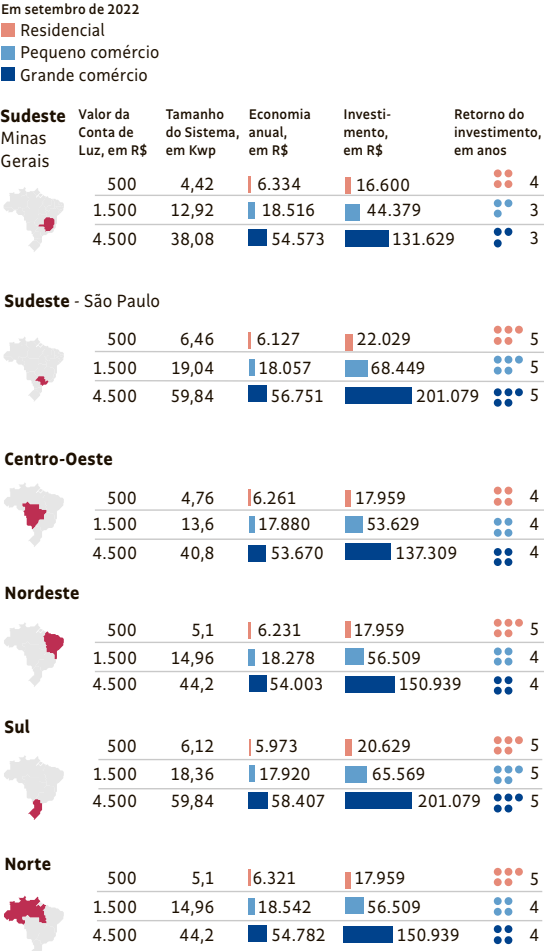 Em setembro de 2022
Residencial
Pequeno comércio
Grande comércio
Sudeste
Minas
Gerais
Valor da
Conta de
Luz, em R$
Tamanho
do Sistema,
em Kwp
Economia
anual,
em R$
Investi-
mento,
em R$
Retorno do
investimento,
em anos
500 4,42 6.334 16.600 4
1.500 12,92 18.516 44.379 3
4.500 38,08 54.573 131.629 3
Sudeste - São Paulo
500 6,46 6.127 22.029 5
1.500 19,04 18.057 68.449 5
4.500 59,84 56.751 201.079 5
Centro-Oeste
500 4,76 6.261 17.959 4
1.500 13,6 17.880 53.629 4
4.500 40,8 53.670 137.309 4
Nordeste
500 5,1 6.231 17.959 5
1.500 14,96 18.278 56.509 4
4.500 44,2 54.003 150.939 4
Sul
500 6,12 5.973 20.629 5
1.500 18,36 17.920 65.569 5
4.500 59,84 58.407 201.079 5
Norte
500 5,1 6.321 17.959 5
1.500 14,96 18.542 56.509 4
4.500 44,2 54.782 150.939 4